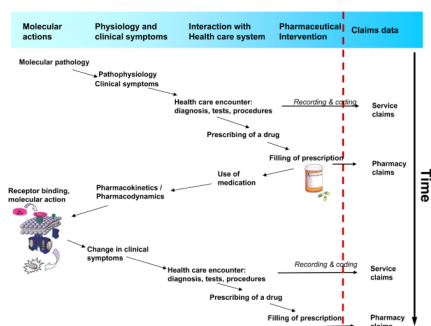 Molecular actions
Physiology and clinical symptoms
Interaction with Health care system
Pharmaceutical Intervention
Claims data
Molecular pathology
Pathophysiology
Clinical symptoms
Health care encounter:
diagnosis, tests, procedures
Recording & coding
Service
claims
Prescribing of a drug
Filling of prescription
Pharmacy
claims
Use of
medication
Pharmacokinetics /
Pharmacodynamics
Receptor binding,
molecular action
Time
Change in clinical
symptoms
Health care encounter:
diagnosis, tests, procedures
Recording & coding
Service
claims
Prescribing of a drug
Filling of prescription
Pharmacy
claims